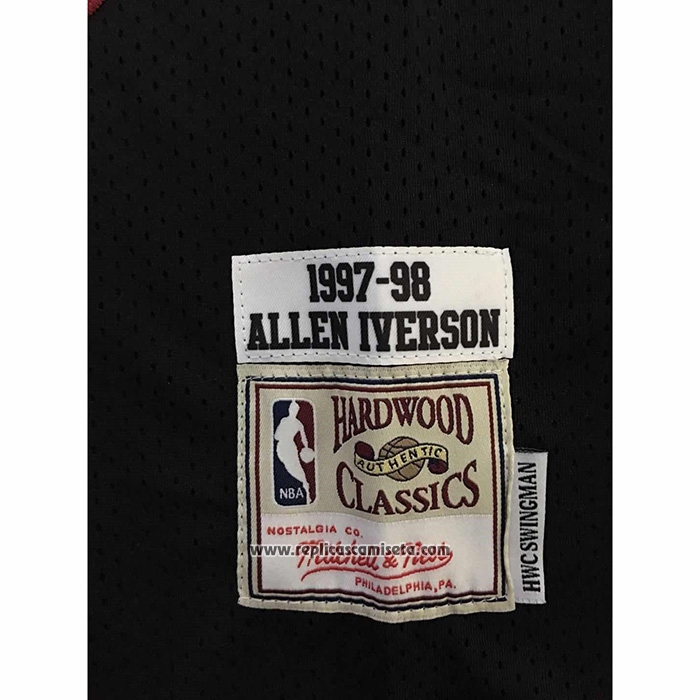 1997-98
ALLEN IVERSON
NBA
HARDWOOD
AUTHENTIC
CLASSICS
NOSTALGIA CO.
www.replicascamiseta.com
Mitchell & Ness
PHILADELPHIA, PA.
HWC SWINGMAN